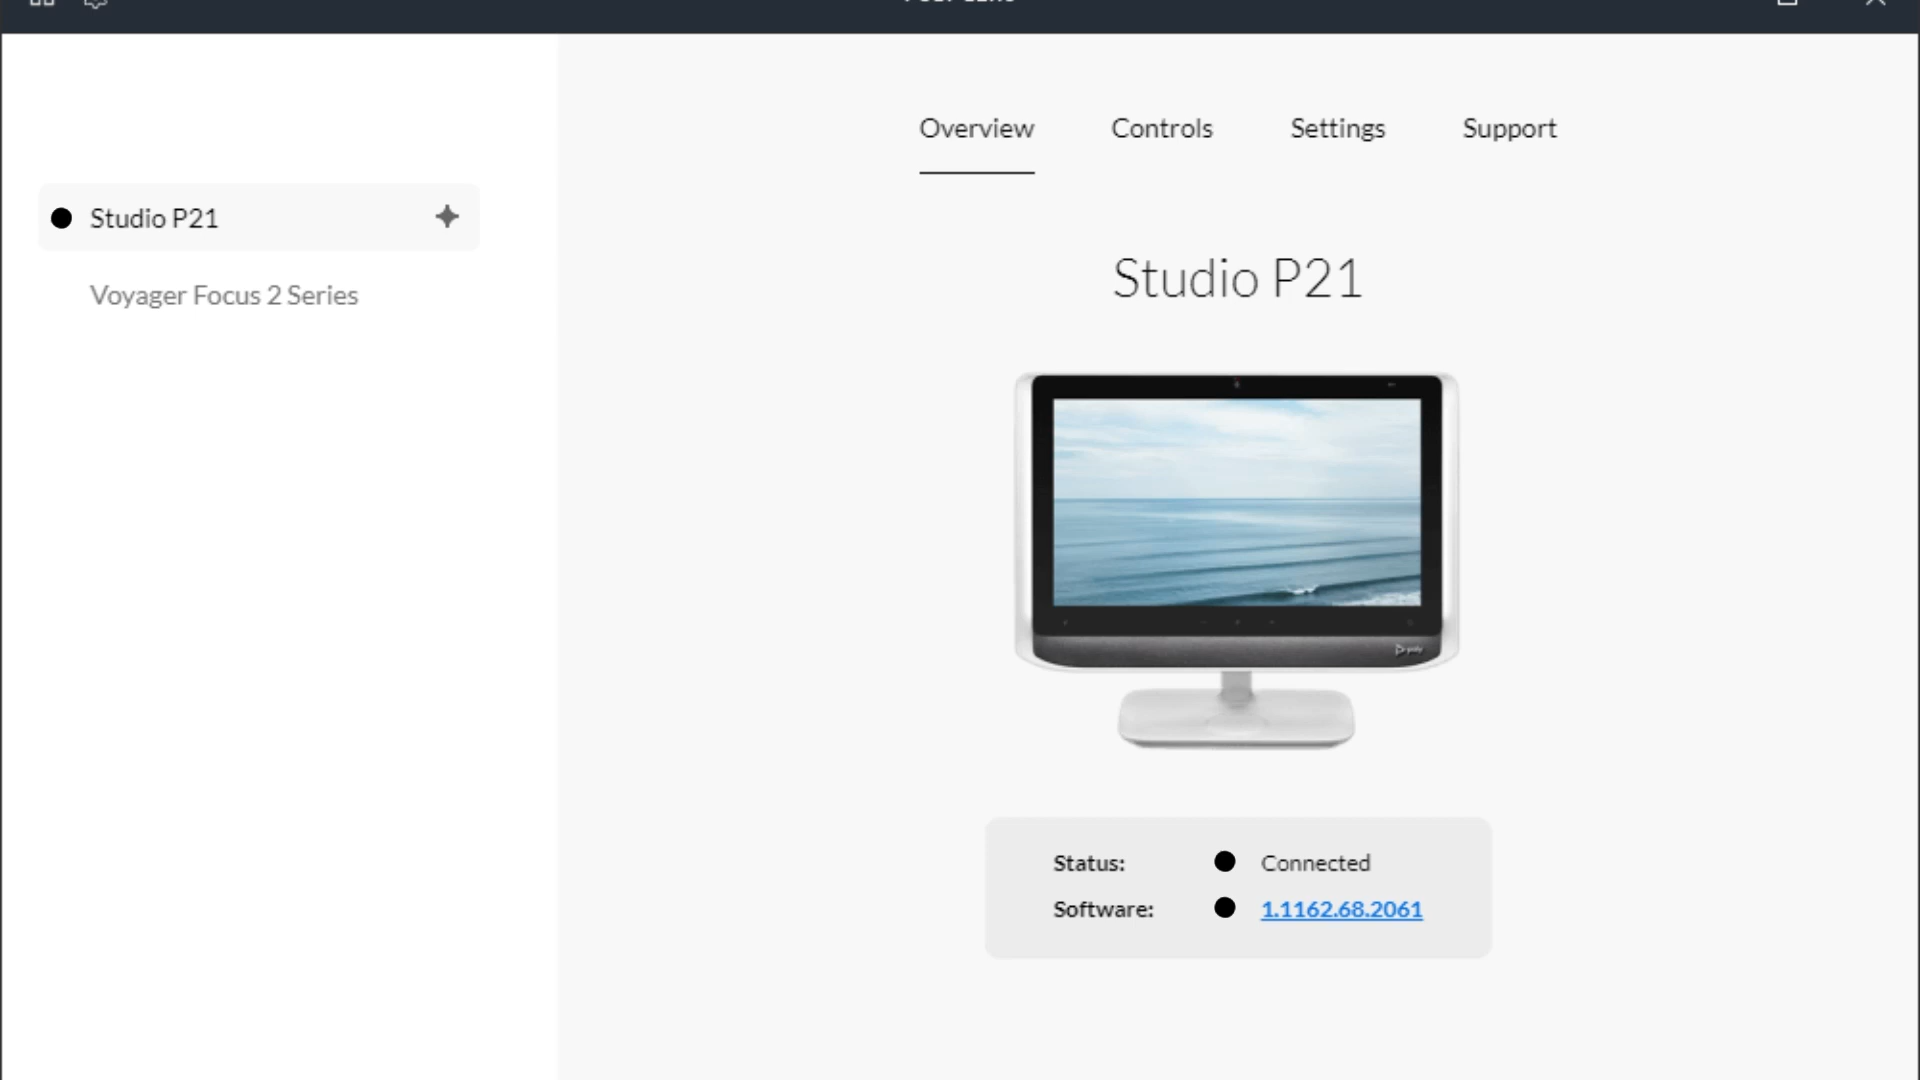 Overview Controls Settings Support
Studio P21
Voyager Focus 2 Series
Studio P21
poly
Status: Connected
Software: 1.1162.68.2061